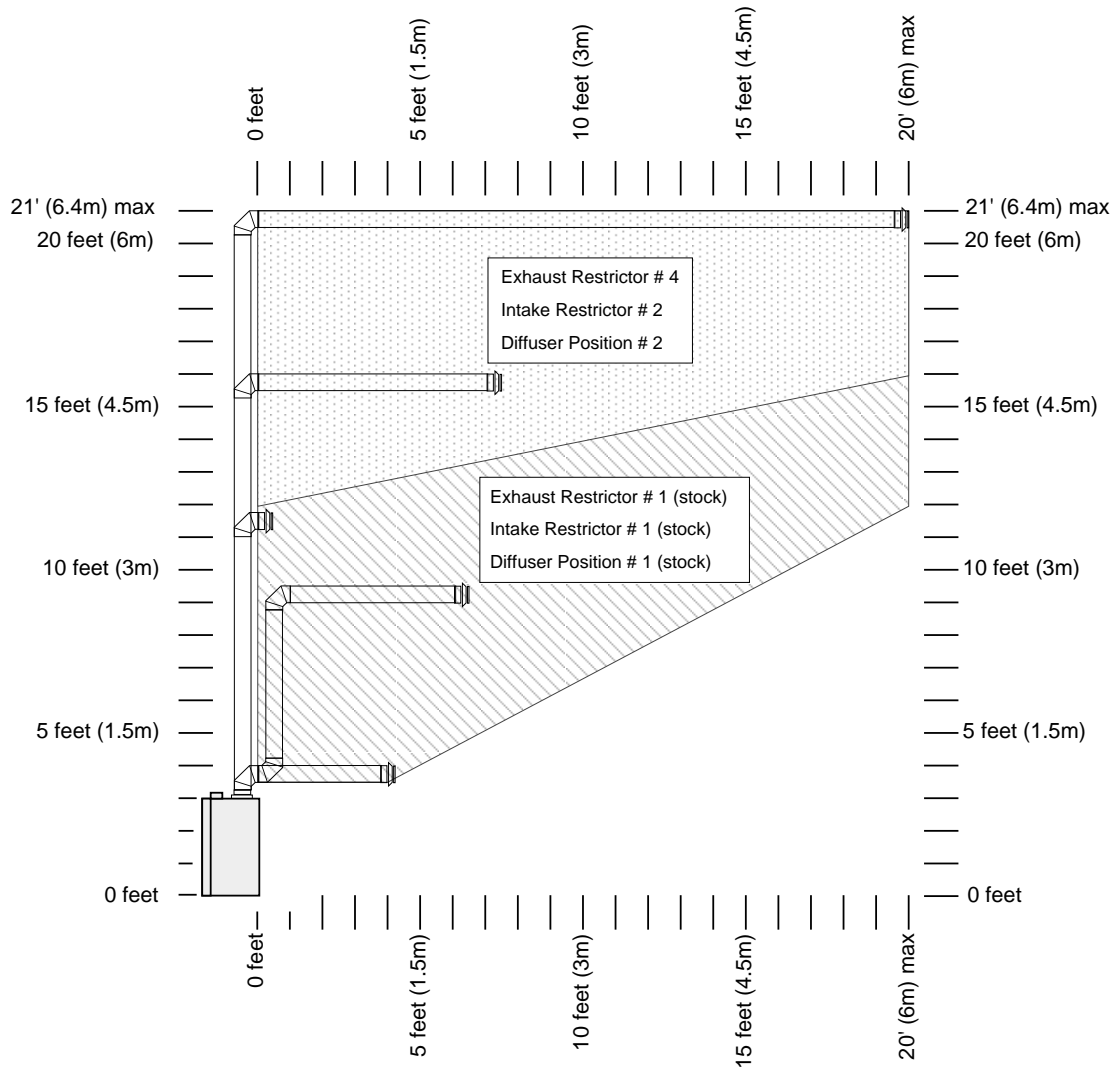 0 feet
5 feet (1.5m)
10 feet (3m)
15 feet (4.5m)
20' (6m) max
21' (6.4m) max
21' (6.4m) max
20 feet (6m)
20 feet (6m)
Exhaust Restrictor # 4
Intake Restrictor # 2
Diffuser Position # 2
15 feet (4.5m)
15 feet (4.5m)
Exhaust Restrictor # 1 (stock)
Intake Restrictor # 1 (stock)
Diffuser Position # 1 (stock)
10 feet (3m)
10 feet (3m)
5 feet (1.5m)
5 feet (1.5m)
0 feet
0 feet
0 feet
5 feet (1.5m)
10 feet (3m)
15 feet (4.5m)
20' (6m) max